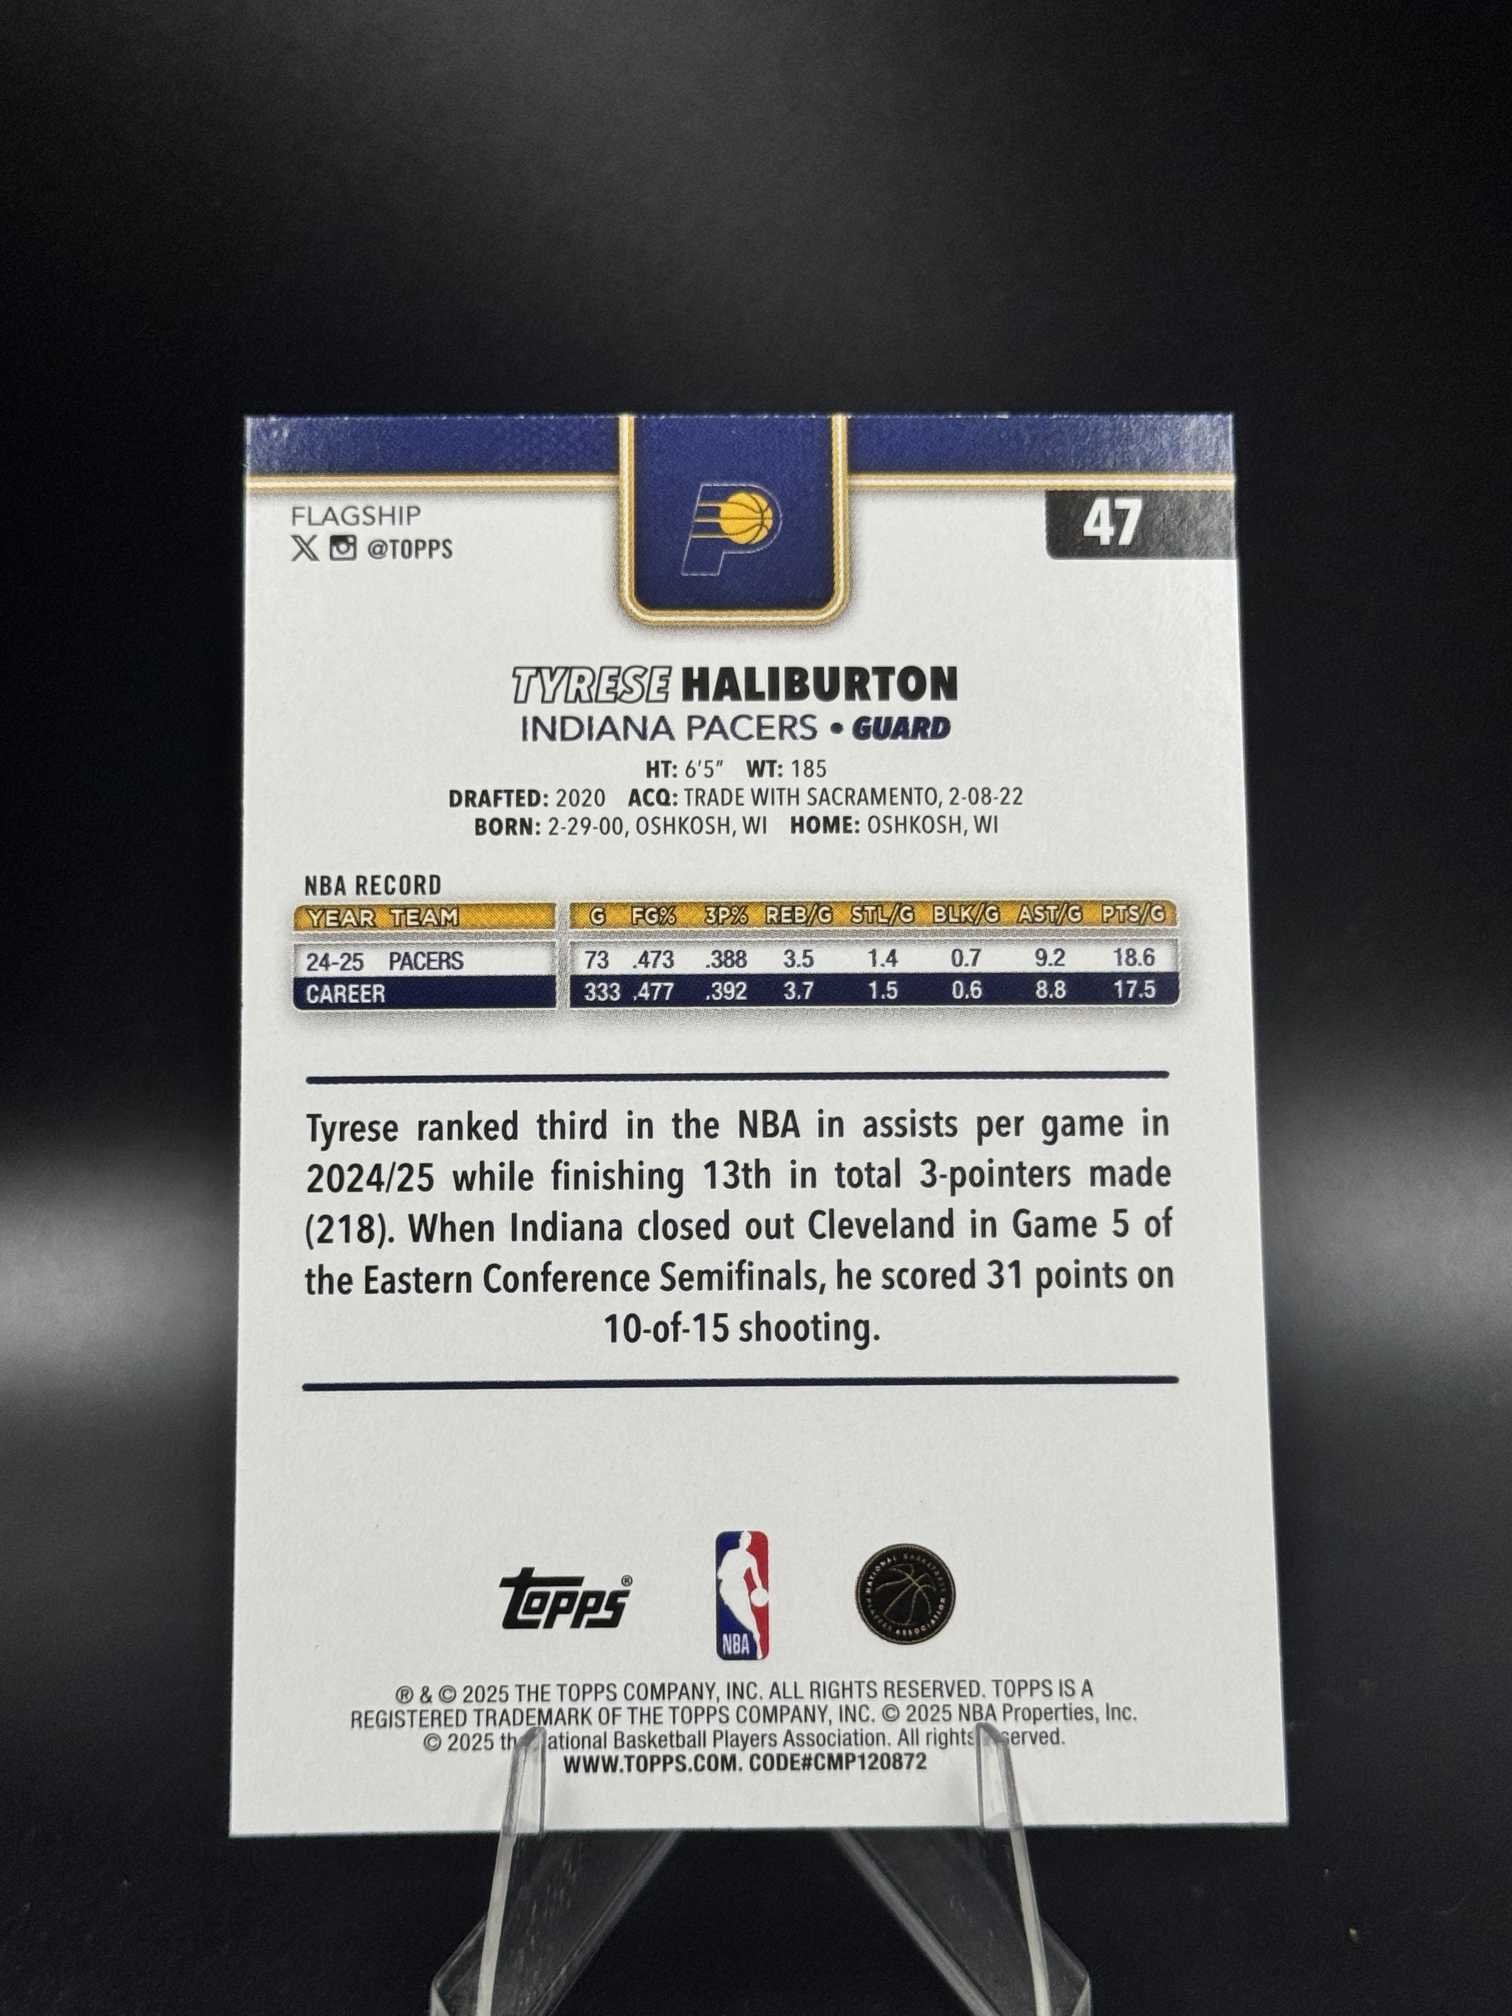 FLAGSHIP
47
@TOPPS
TYRESE HALIBURTON
INDIANA PACERS • GUARD
HT: 6'5" WT: 185
DRAFTED: 2020 ACQ: TRADE WITH SACRAMENTO, 2-08-22
BORN: 2-29-00, OSHKOSH, WI HOME: OSHKOSH, WI
NBA RECORD
YEAR TEAM G FG% 3P% REB/G STL/G BLK/G AST/G PTS/G
24-25 PACERS 73 .473 .388 3.5 1.4 0.7 9.2 18.6
CAREER 333 .477 .392 3.7 1.5 0.6 8.8 17.5
Tyrese ranked third in the NBA in assists per game in
2024/25 while finishing 13th in total 3-pointers made
(218). When Indiana closed out Cleveland in Game 5 of
the Eastern Conference Semifinals, he scored 31 points on
10-of-15 shooting.
topps®
NBA
NATIONAL BASKETBALL PLAYERS ASSOCIATION
® & © 2025 THE TOPPS COMPANY, INC. ALL RIGHTS RESERVED. TOPPS IS A
REGISTERED TRADEMARK OF THE TOPPS COMPANY, INC. © 2025 NBA Properties, Inc.
© 2025 the National Basketball Players Association. All rights reserved.
WWW.TOPPS.COM. CODE#CMP120872